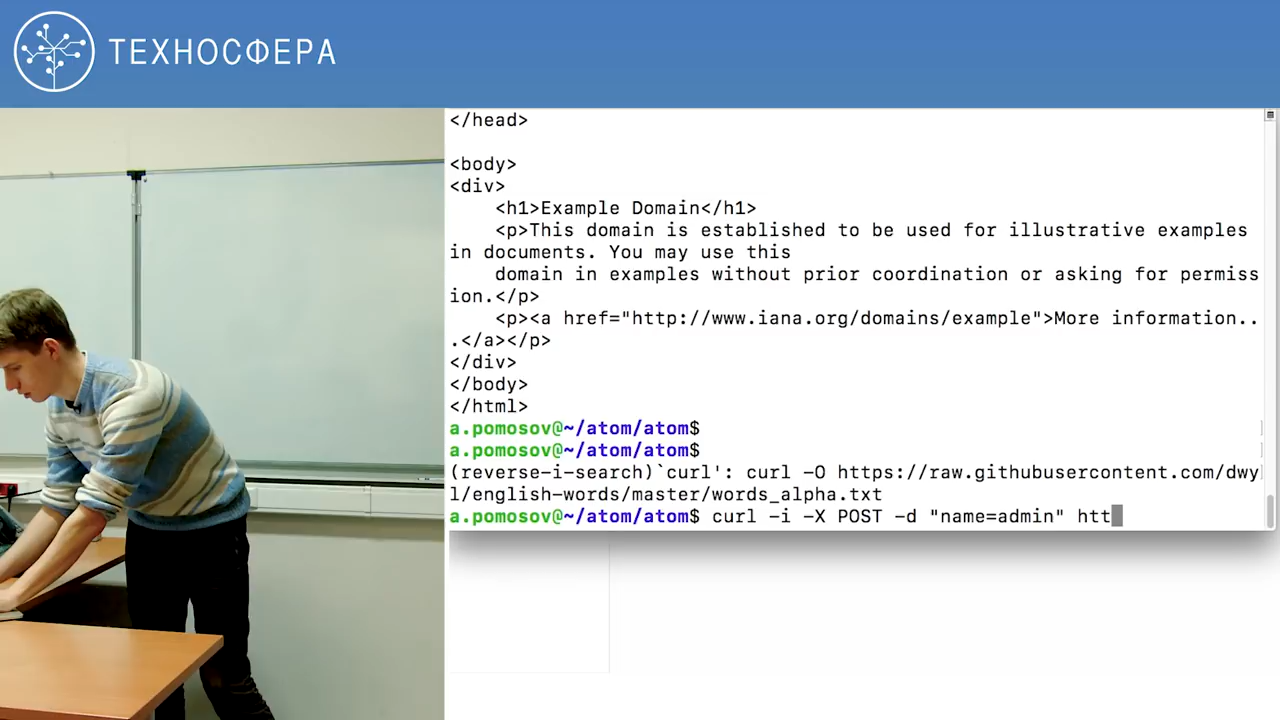 ТЕХНОСФЕРА
</head>
<body>
<div>
<h1>Example Domain</h1>
<p>This domain is established to be used for illustrative examples
in documents. You may use this
domain in examples without prior coordination or asking for permiss
ion.</p>
<p><a href="http://www.iana.org/domains/example">More information..
.</a></p>
</div>
</body>
</html>
a.pomosov@~/atom/atom$
a.pomosov@~/atom/atom$
(reverse-i-search)`curl': curl -O https://raw.githubusercontent.com/dwy
l/english-words/master/words_alpha.txt
a.pomosov@~/atom/atom$ curl -i -X POST -d "name=admin" htt